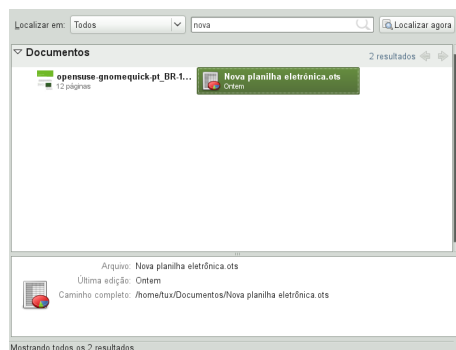 Localizar em: Todos nova Localizar agora
Documentos 2 resultados
opensuse-gnomequick-pt_BR-1... Nova planilha eletrónica.ots
12 páginas Ontem
Arquivo: Nova planilha eletrônica.ots
Última edição: Ontem
Caminho completo: /home/tux/Documentos/Nova planilha eletrônica.ots
Mostrando todos os 2 resultados